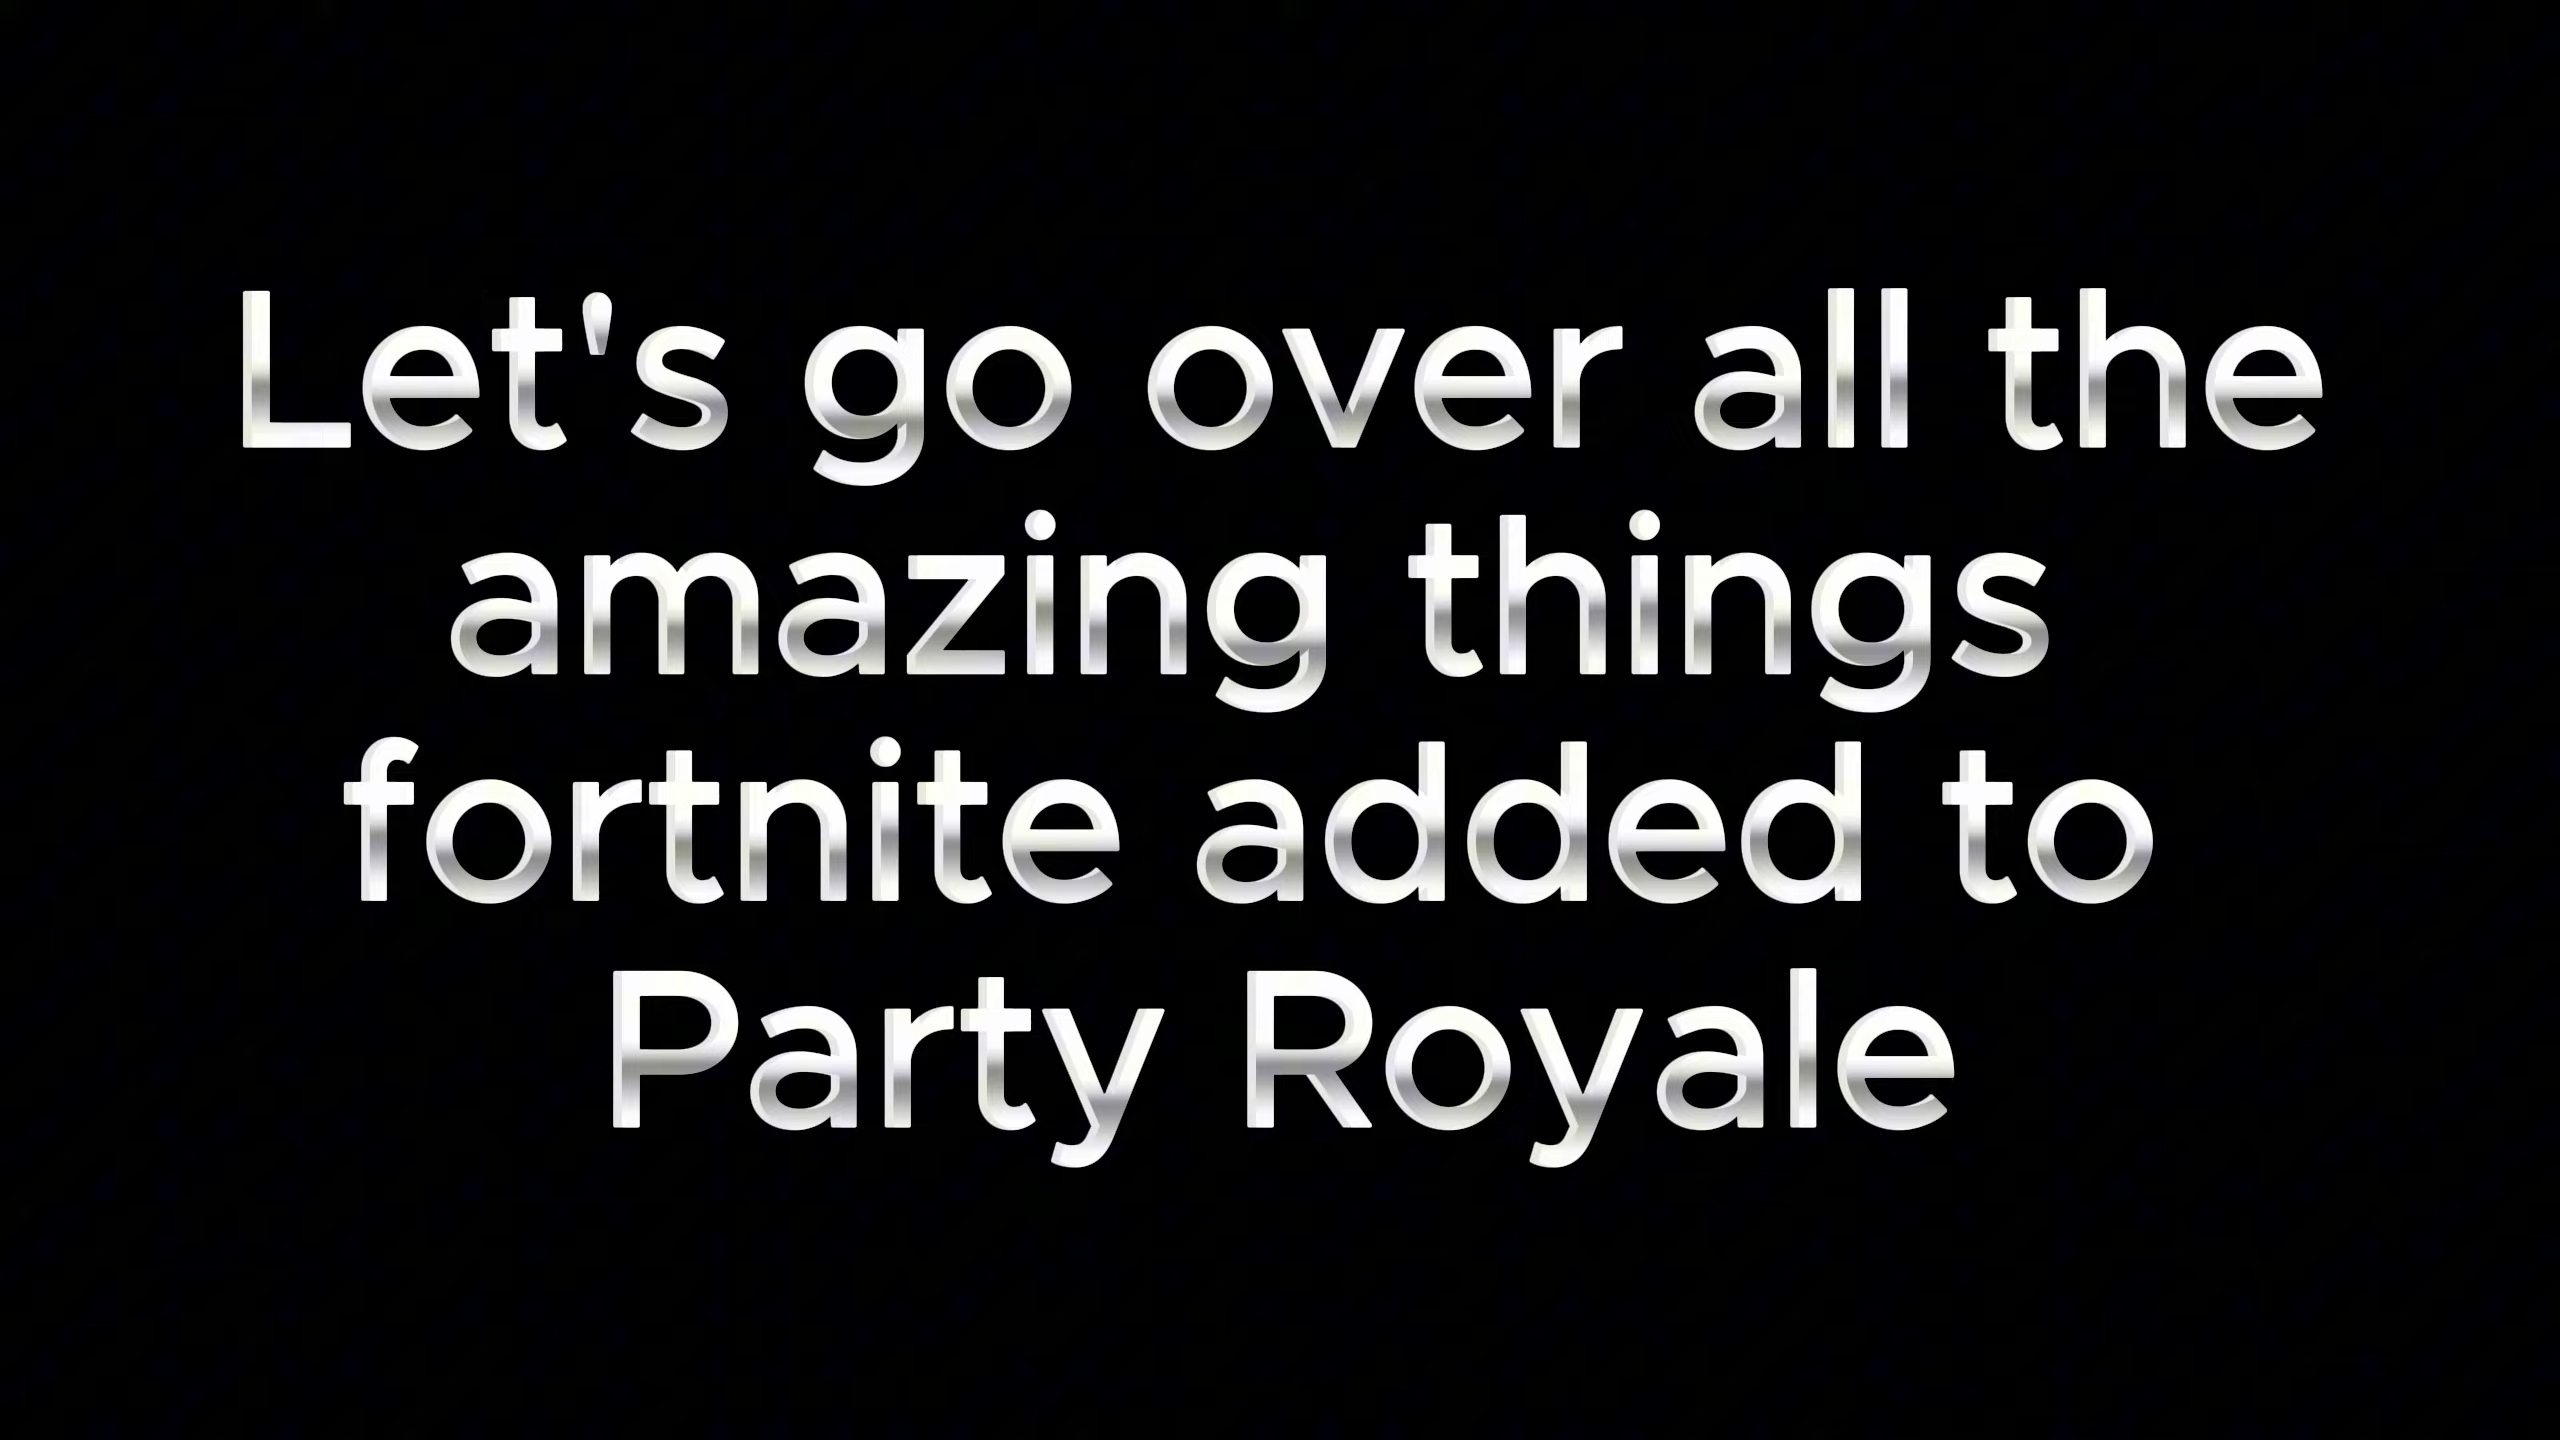 Let's go over all the
amazing things
fortnite added to
Party Royale